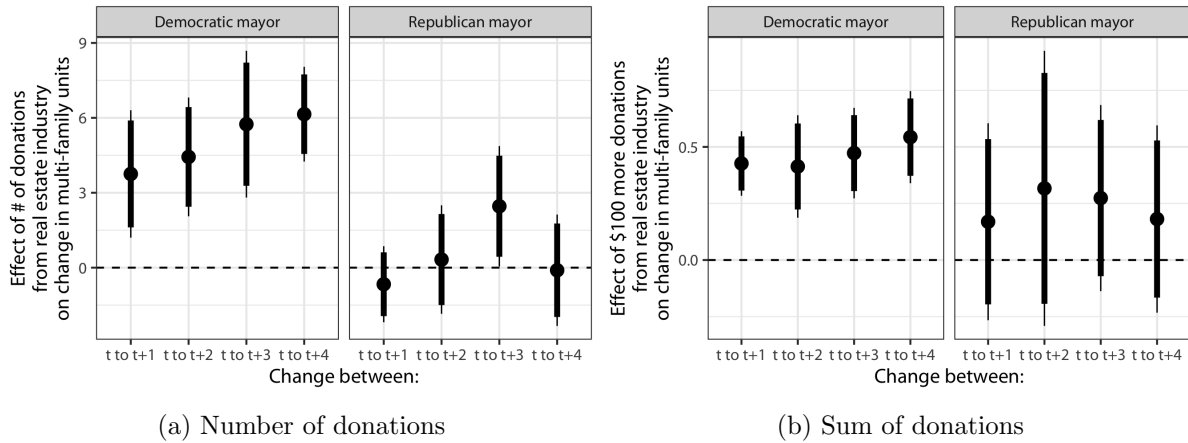 Democratic mayor
Republican mayor
Effect of # of donations
from real estate industry
on change in multi-family units
9
6
3
0
t to t+1 t to t+2 t to t+3 t to t+4
t to t+1 t to t+2 t to t+3 t to t+4
Change between:
(a) Number of donations
Democratic mayor
Republican mayor
Effect of $100 more donations
from real estate industry
on change in multi-family units
0.5
0.0
t to t+1 t to t+2 t to t+3 t to t+4
t to t+1 t to t+2 t to t+3 t to t+4
Change between:
(b) Sum of donations